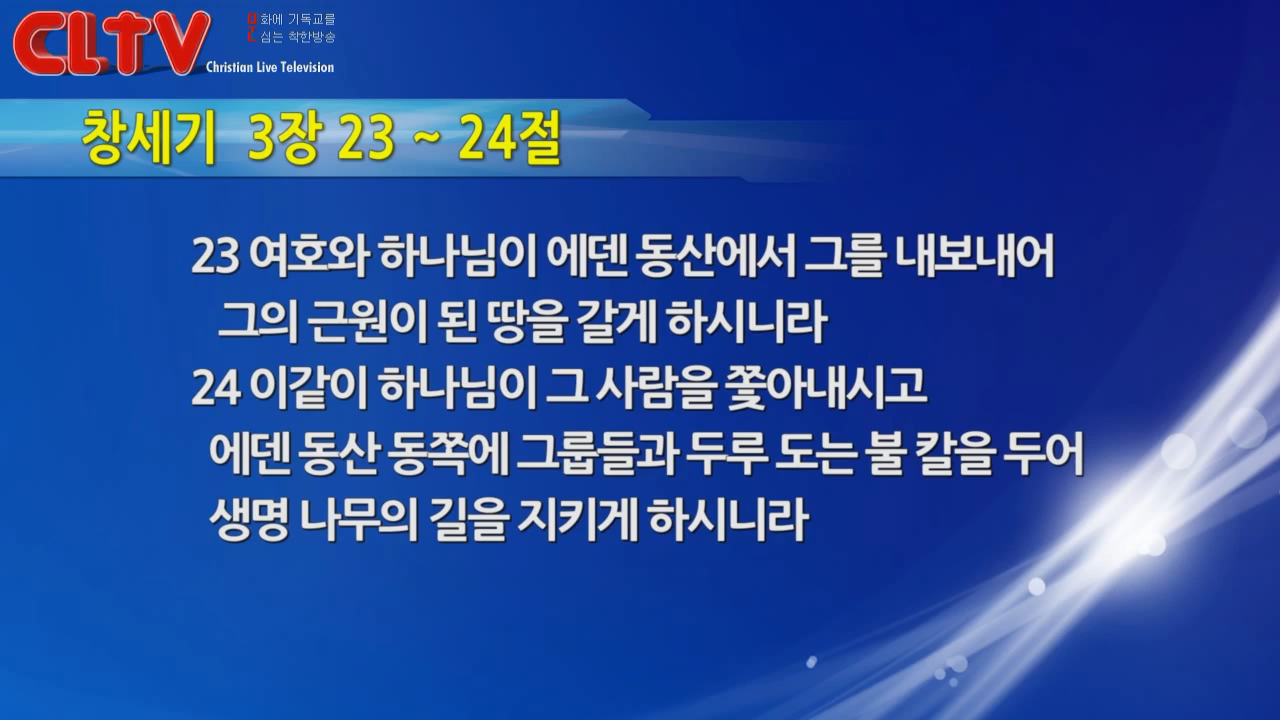 CLTV
문화에 기독교를
심는 착한방송
Christian Live Television
창세기 3장 23 ~ 24절
23 여호와 하나님이 에덴 동산에서 그를 내보내어
그의 근원이 된 땅을 갈게 하시니라
24 이같이 하나님이 그 사람을 쫓아내시고
에덴 동산 동쪽에 그룹들과 두루 도는 불 칼을 두어
생명 나무의 길을 지키게 하시니라